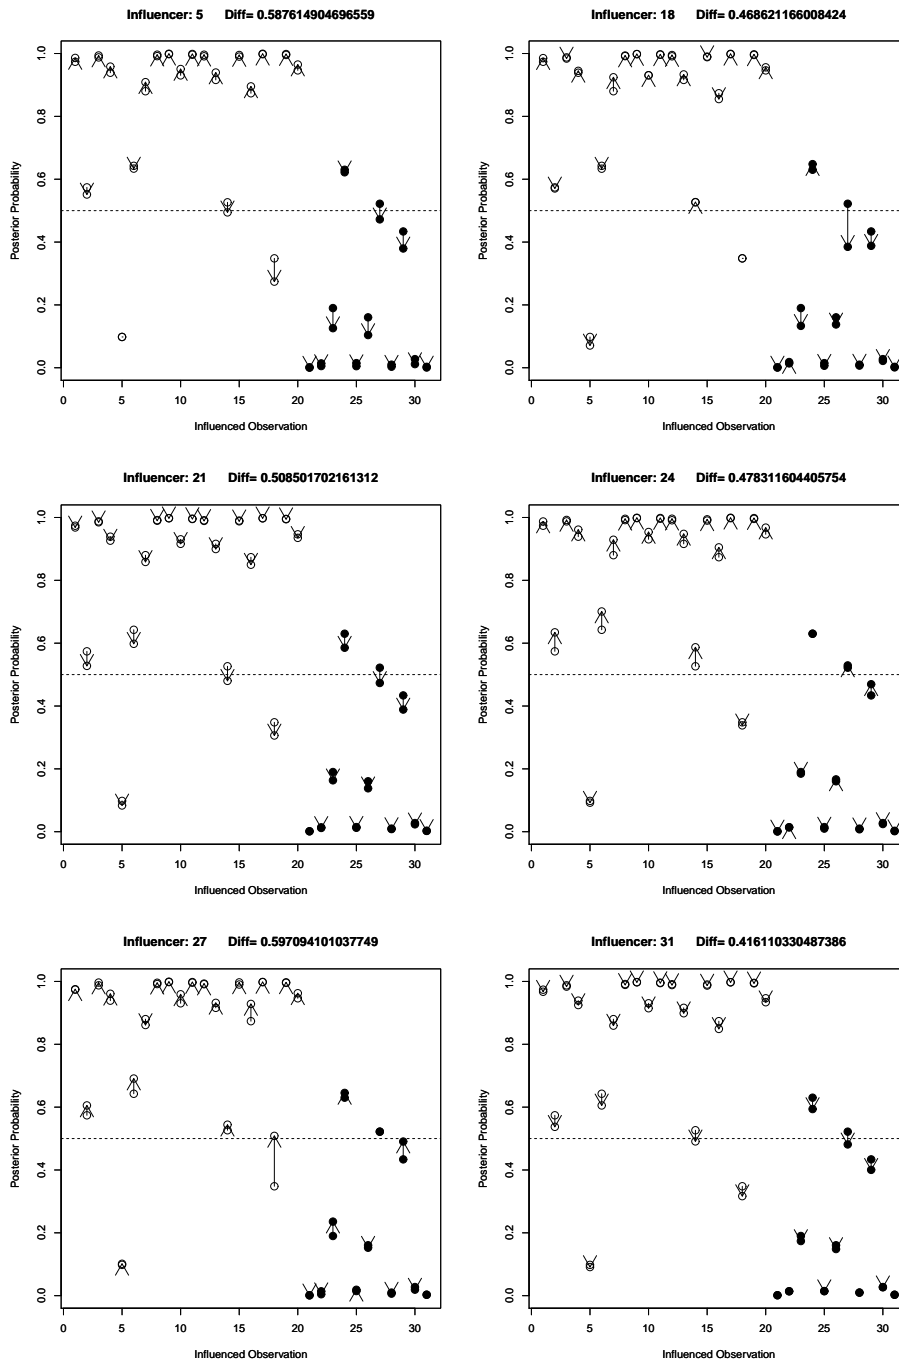 Influencer: 5 Diff= 0.587614904696559
Posterior Probability
1.0
0.8
0.6
0.4
0.2
0.0
0 5 10 15 20 25 30
Influenced Observation
Influencer: 18 Diff= 0.468621166008424
Posterior Probability
1.0
0.8
0.6
0.4
0.2
0.0
0 5 10 15 20 25 30
Influenced Observation
Influencer: 21 Diff= 0.508501702161312
Posterior Probability
1.0
0.8
0.6
0.4
0.2
0.0
0 5 10 15 20 25 30
Influenced Observation
Influencer: 24 Diff= 0.478311604405754
Posterior Probability
1.0
0.8
0.6
0.4
0.2
0.0
0 5 10 15 20 25 30
Influenced Observation
Influencer: 27 Diff= 0.597094101037749
Posterior Probability
1.0
0.8
0.6
0.4
0.2
0.0
0 5 10 15 20 25 30
Influenced Observation
Influencer: 31 Diff= 0.416110330487386
Posterior Probability
1.0
0.8
0.6
0.4
0.2
0.0
0 5 10 15 20 25 30
Influenced Observation